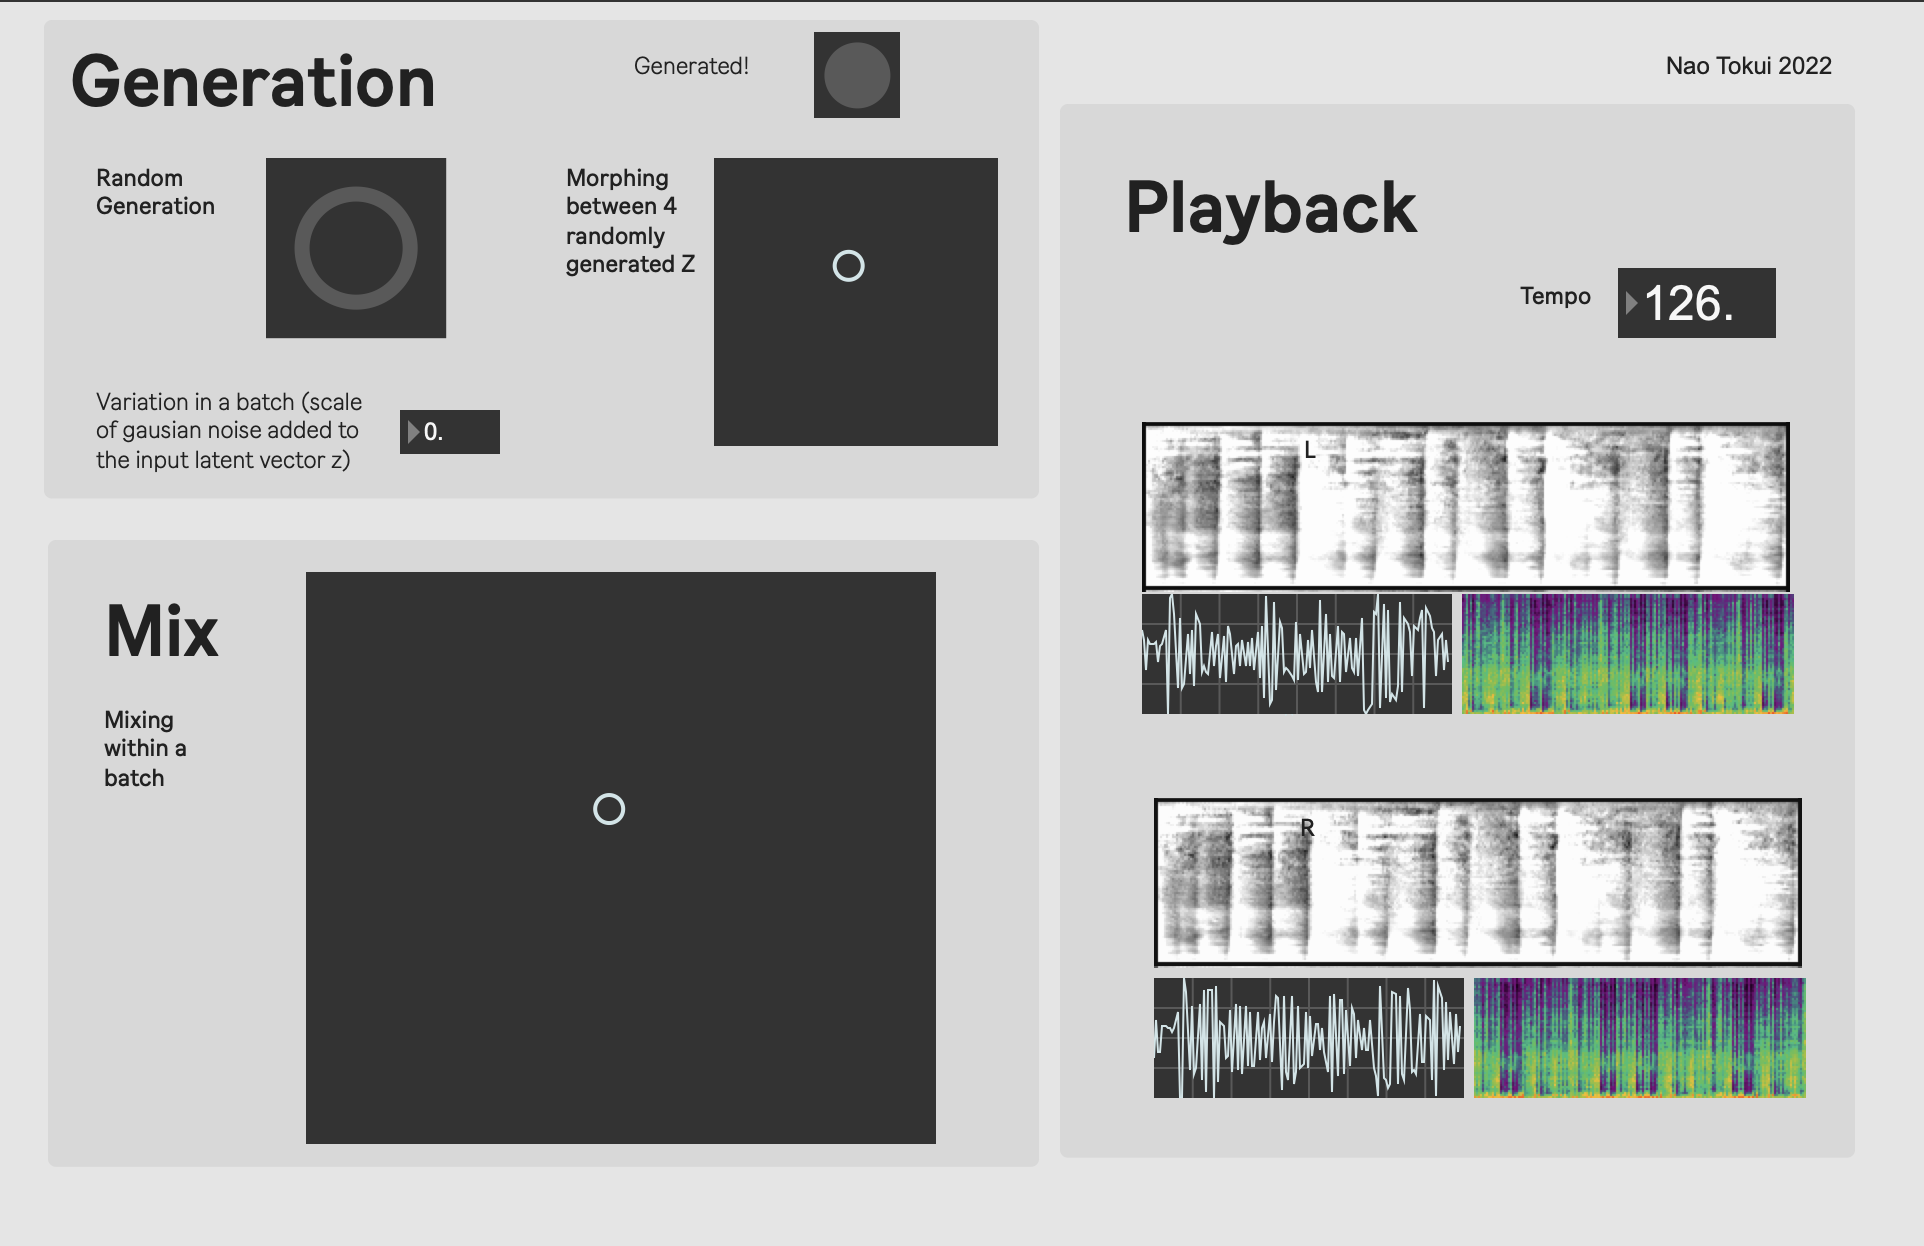 Generation
Generated!
Nao Tokui 2022
Random
Generation
Morphing
between 4
randomly
generated Z
Variation in a batch (scale
of gausian noise added to
the input latent vector z)
0.
Mix
Mixing
within a
batch
Playback
Tempo
126.
L
R